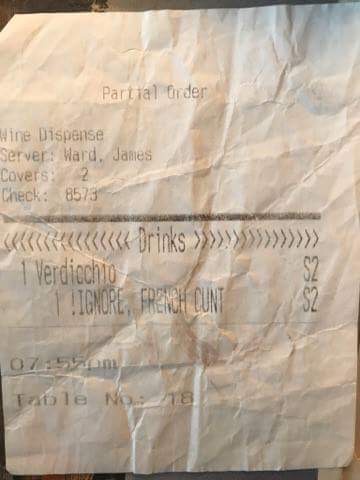 Partial Order
Wine Dispense
Server: Ward, James
Covers: 2
Check: 8573
<<<<<<<<<<<<<<<< Drinks >>>>>>>>>>>>>>>>
1 Verdicchio S2
1 !IGNORE, FRENCH CUNT S2
07:55pm
Table No: 18